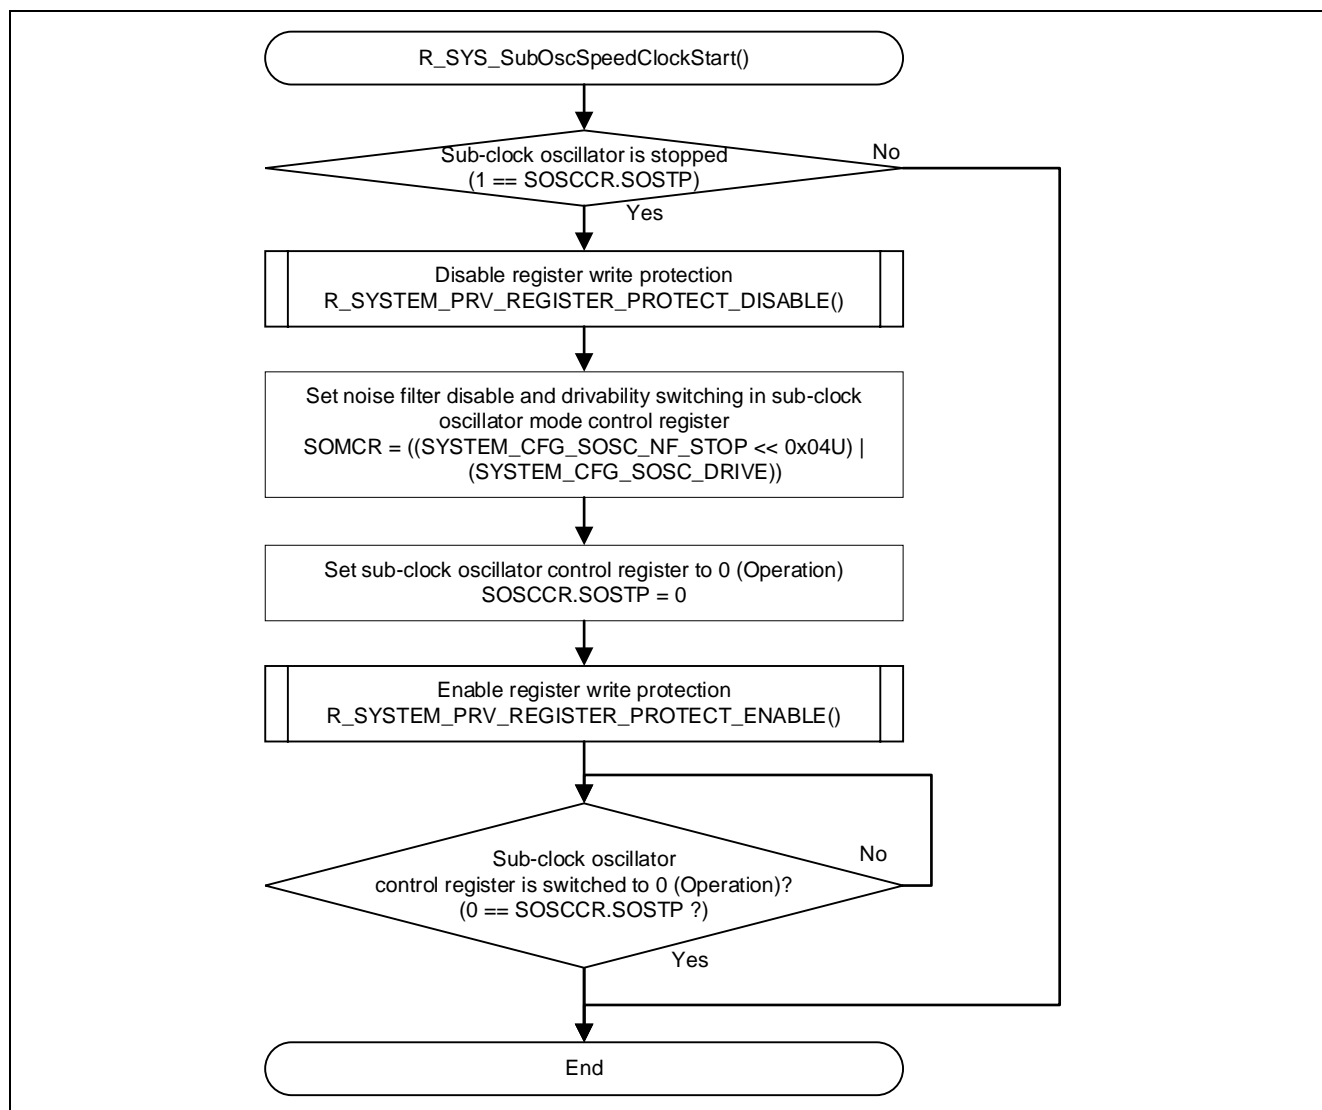 R_SYS_SubOscSpeedClockStart()
Sub-clock oscillator is stopped
(1 == SOSCCR.SOSTP)
No
Yes
Disable register write protection
R_SYSTEM_PRV_REGISTER_PROTECT_DISABLE()
Set noise filter disable and drivability switching in sub-clock
oscillator mode control register
SOMCR = ((SYSTEM_CFG_SOSC_NF_STOP << 0x04U) |
(SYSTEM_CFG_SOSC_DRIVE))
Set sub-clock oscillator control register to 0 (Operation)
SOSCCR.SOSTP = 0
Enable register write protection
R_SYSTEM_PRV_REGISTER_PROTECT_ENABLE()
Sub-clock oscillator
control register is switched to 0 (Operation)?
(0 == SOSCCR.SOSTP ?)
No
Yes
End